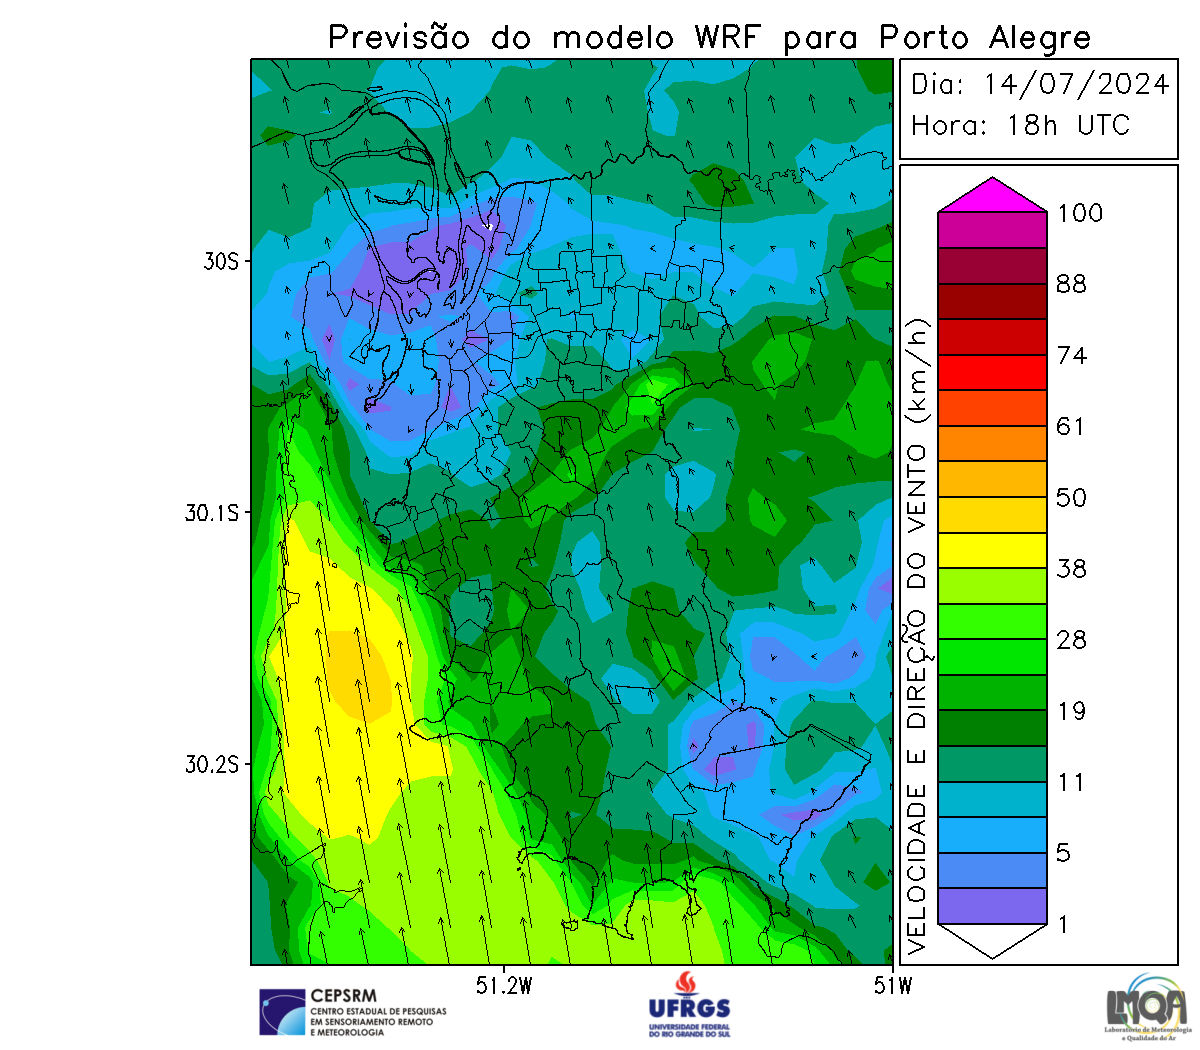 Previsão do modelo WRF para Porto Alegre
Dia: 14/07/2024
Hora: 18h UTC
100
88
74
61
50
38
28
19
11
5
1
VELOCIDADE E DIREÇÃO DO VENTO (km/h)
30S
30.1S
30.2S
51.2W
51W
CEPSRM
CENTRO ESTADUAL DE PESQUISAS
EM SENSORIAMENTO REMOTO
E METEOROLOGIA
UFRGS
UNIVERSIDADE FEDERAL
DO RIO GRANDE DO SUL
LMQA
Laboratório de Meteorologia
e Qualidade do Ar